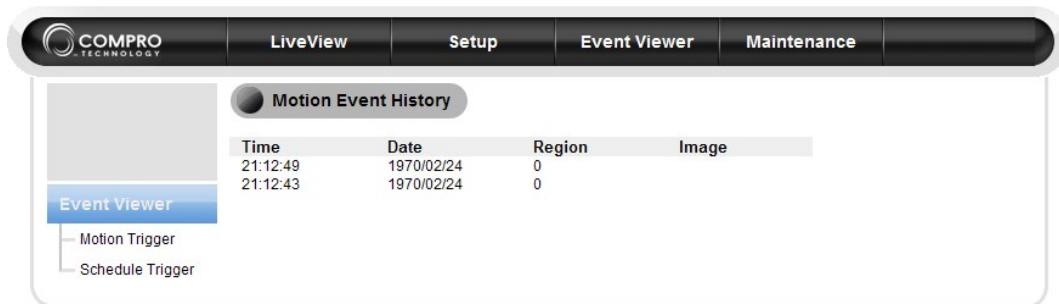 COMPRO
TECHNOLOGY
LiveView Setup Event Viewer Maintenance
Motion Event History
Time Date Region Image
21:12:49 1970/02/24 0
21:12:43 1970/02/24 0
Event Viewer
Motion Trigger
Schedule Trigger